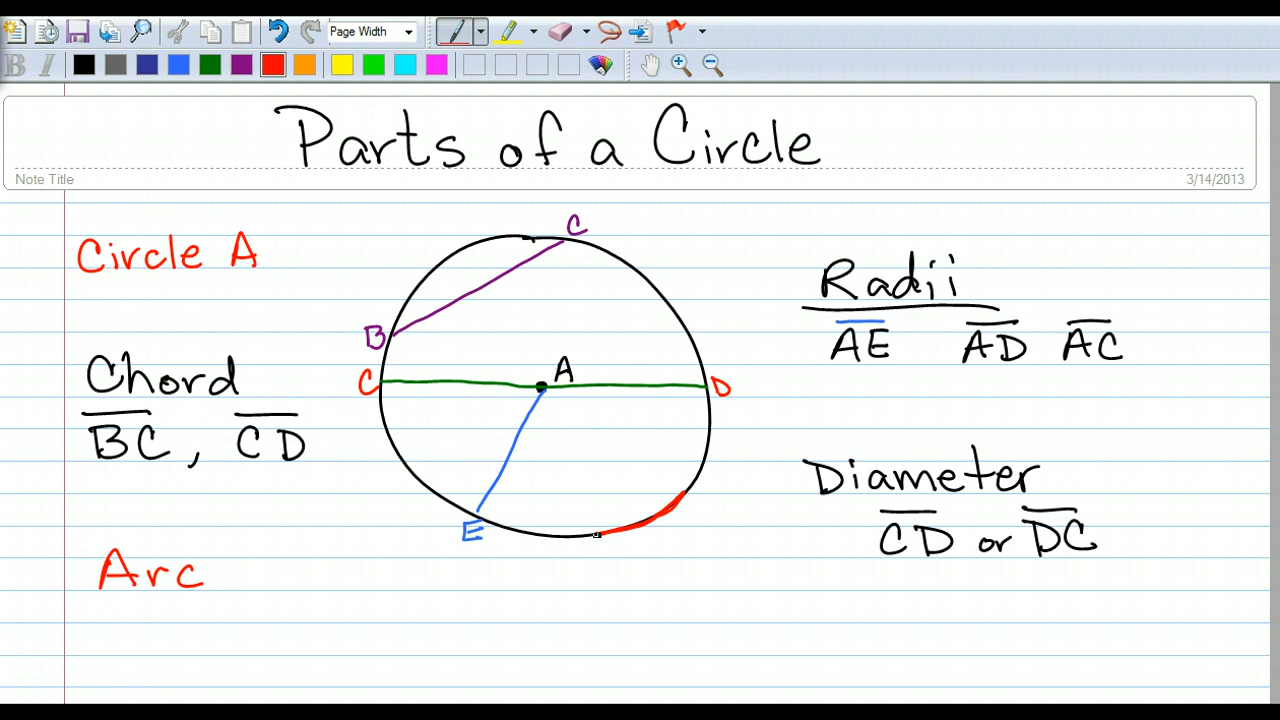 Page Width
B I
Parts of a Circle
Note Title
3/14/2013
Circle A
Chord
BC, CD
Arc
C
B
C
A
D
E
Radii
AE AD AC
Diameter
CD or DC